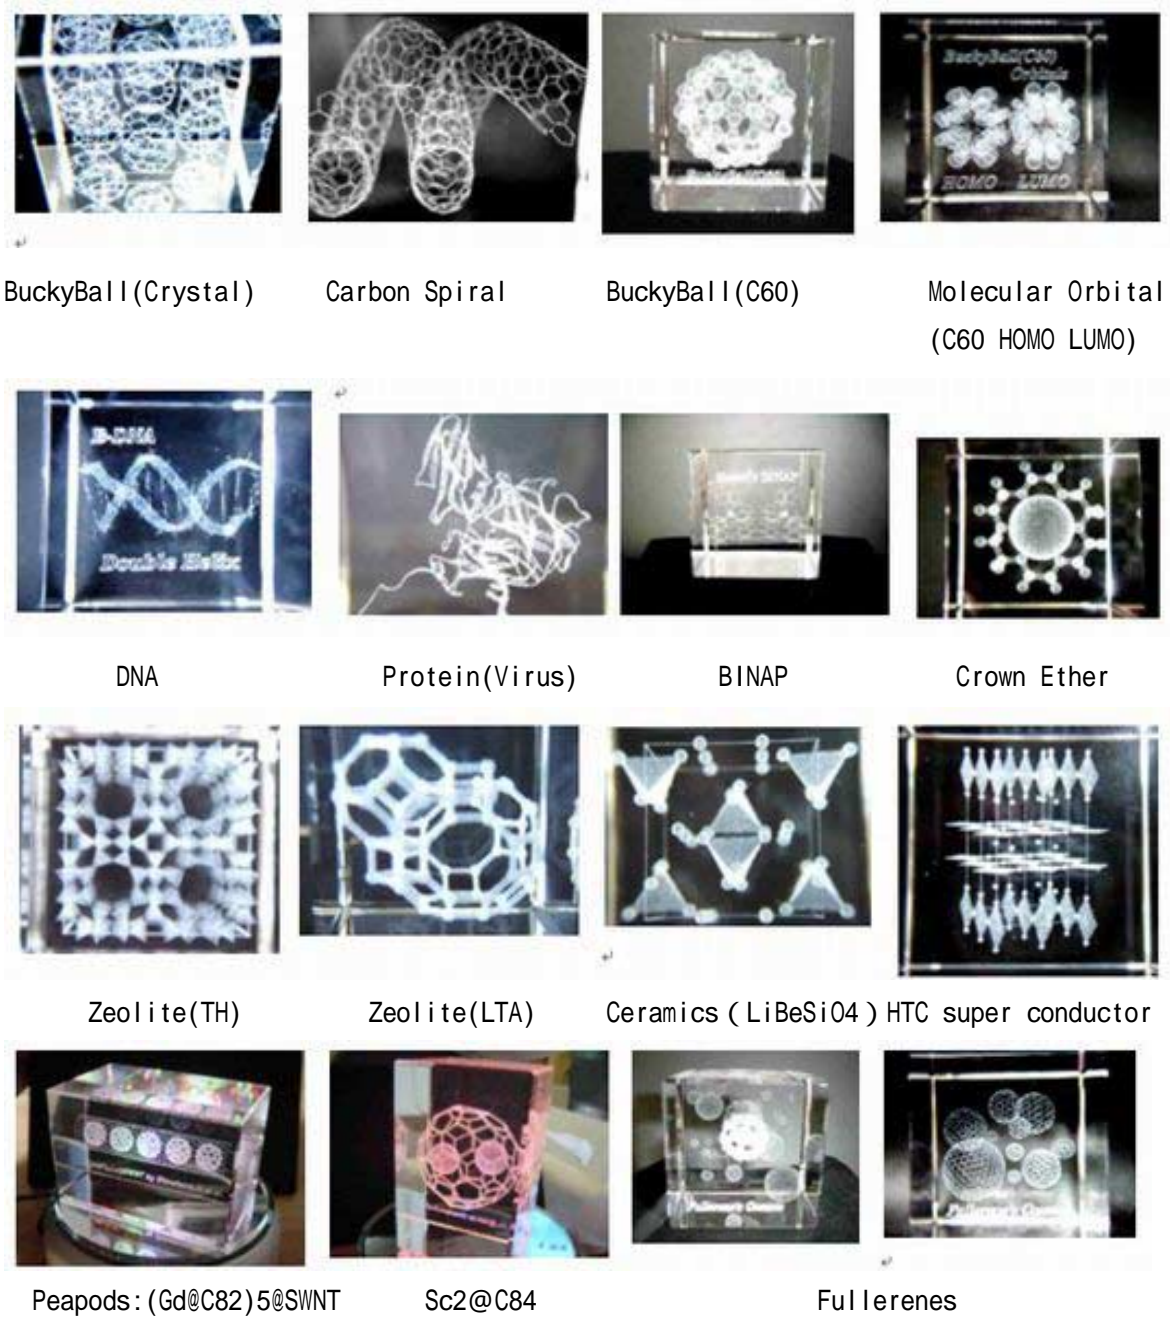 BuckyBall(C60)
Orbitals
HOMO LUMO
BuckyBall(Crystal) Carbon Spiral BuckyBall(C60) Molecular Orbital
(C60 HOMO LUMO)
B-DNA
Double Helix
DNA Protein(Virus) BINAP Crown Ether
Zeolite(TH) Zeolite(LTA) Ceramics(LiBeSiO4) HTC super conductor
Peapods:(Gd@C82)5@SWNT Sc2@C84 Fullerenes